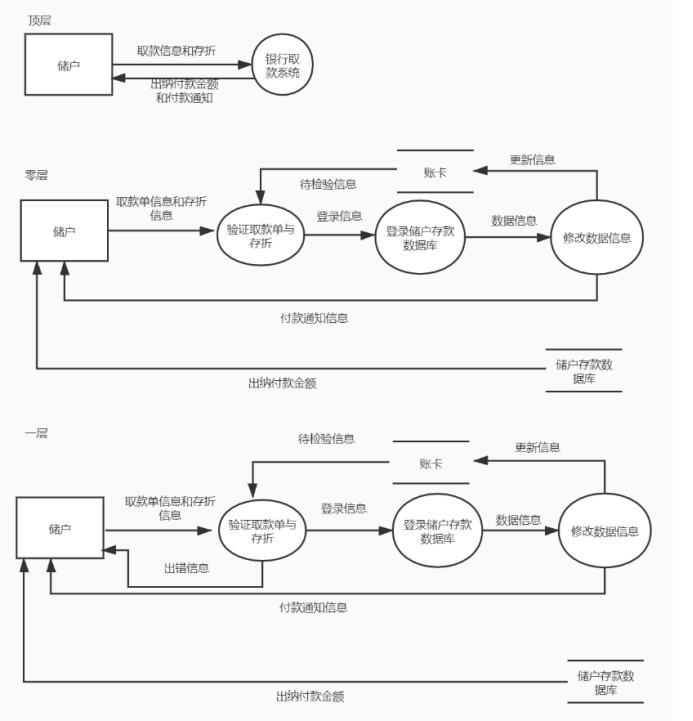 顶层
储户
取款信息和存折
银行取
款系统
出纳付款金额
和付款通知
零层
储户
取款单信息和存折
信息
验证取款单与
存折
待检验信息
登录信息
账卡
登录储户存款
数据库
更新信息
数据信息
修改数据信息
付款通知信息
储户存款数
据库
出纳付款金额
一层
储户
取款单信息和存折
信息
验证取款单与
存折
待检验信息
登录信息
账卡
登录储户存款
数据库
更新信息
数据信息
修改数据信息
出错信息
付款通知信息
储户存款数
据库
出纳付款金额